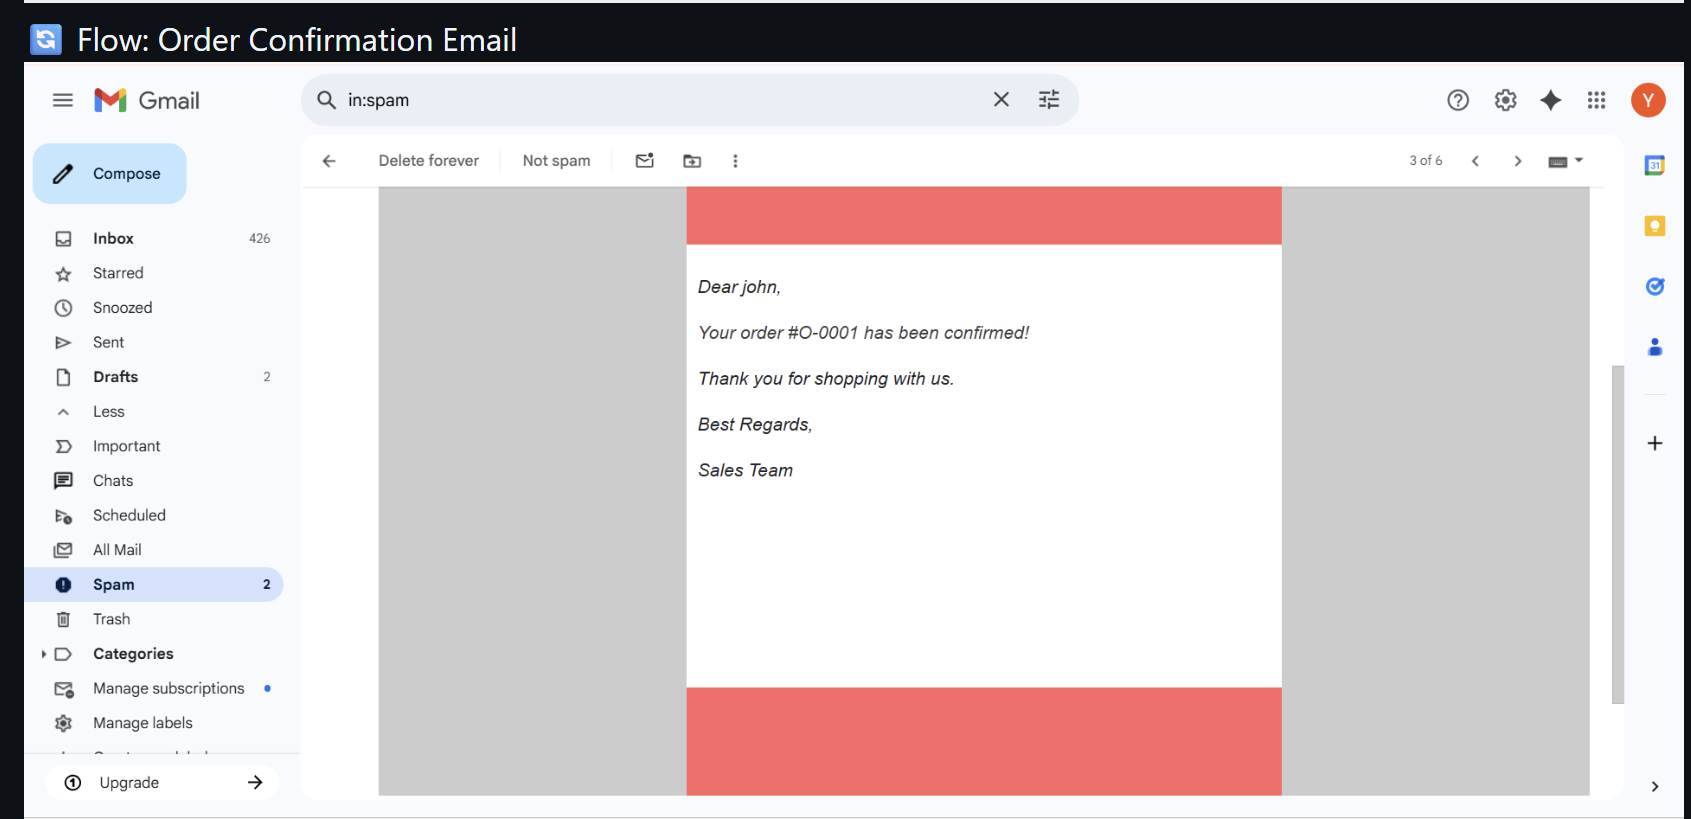 Flow: Order Confirmation Email
Gmail
in:spam
Y
Compose
Delete forever
Not spam
3 of 6
31
Inbox 426
Starred
Snoozed
Sent
Drafts 2
Less
Important
Chats
Scheduled
All Mail
Spam 2
Trash
Categories
Manage subscriptions
Manage labels
Upgrade
Dear john,
Your order #O-0001 has been confirmed!
Thank you for shopping with us.
Best Regards,
Sales Team